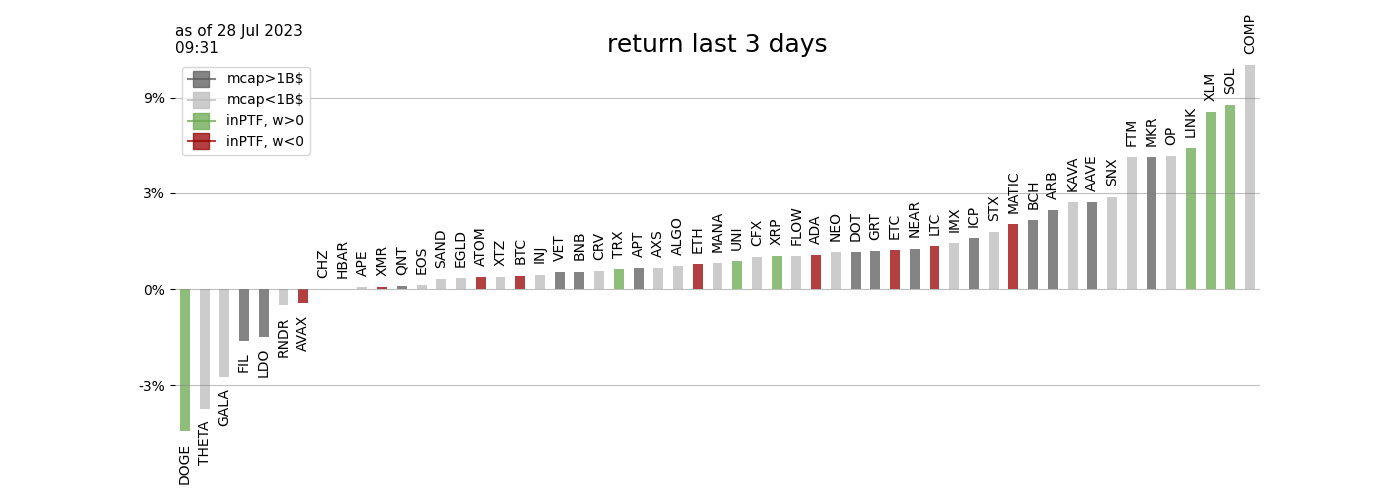 as of 28 Jul 2023
09:31
return last 3 days
mcap>1B$
mcap<1B$
inPTF, w>0
inPTF, w<0
9%
3%
0%
-3%
DOGE
THETA
GALA
FIL
LDO
RNDR
AVAX
CHZ
HBAR
APE
XMR
QNT
EOS
SAND
EGLD
ATOM
XTZ
BTC
INJ
VET
BNB
CRV
TRX
APT
AXS
ALGO
ETH
MANA
UNI
CFX
XRP
FLOW
ADA
NEO
DOT
GRT
ETC
NEAR
LTC
IMX
ICP
STX
MATIC
BCH
ARB
KAVA
AAVE
SNX
FTM
MKR
OP
LINK
XLM
SOL
COMP